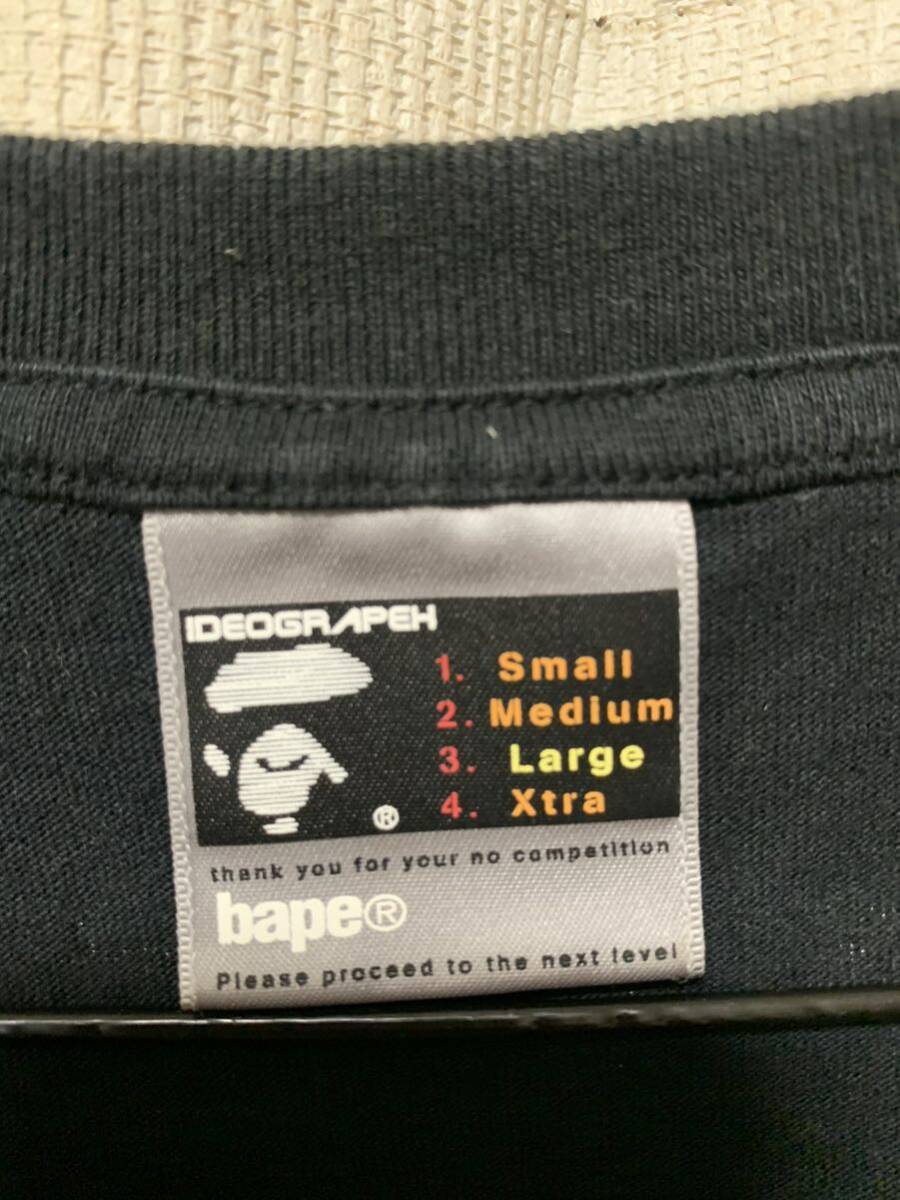 IDEOGRAPEH
1. Small
2. Medium
3. Large
4. Xtra
®
thank you for your no competition
bape®
Please proceed to the next level